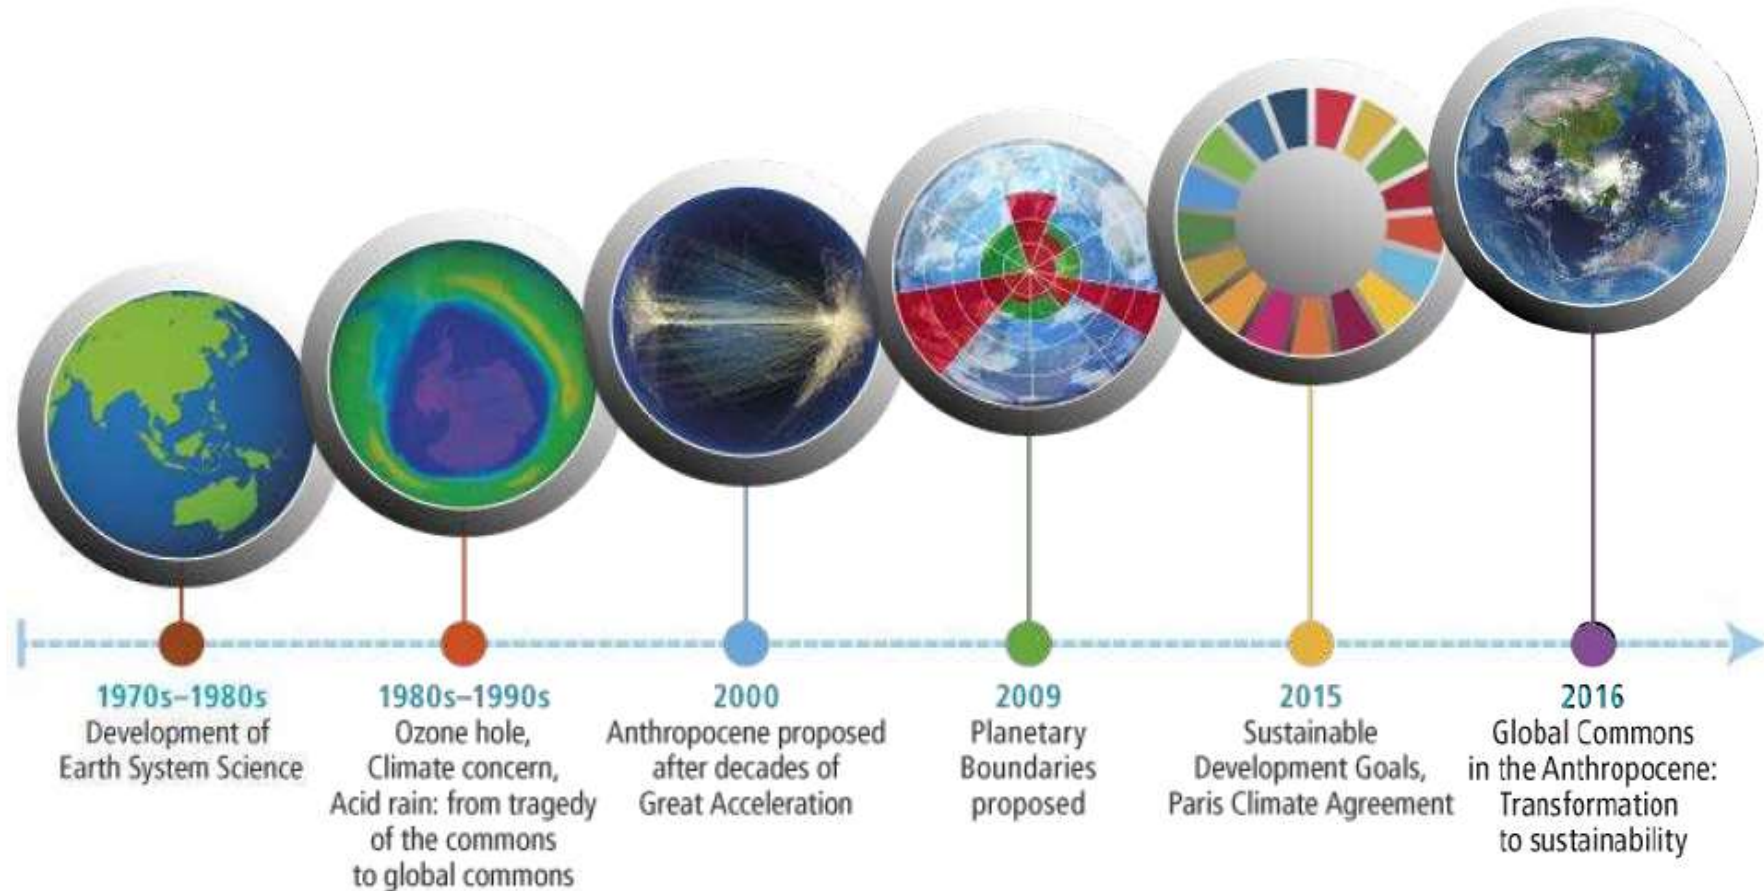 1970s–1980s
Development of
Earth System Science
1980s–1990s
Ozone hole,
Climate concern,
Acid rain: from tragedy
of the commons
to global commons
2000
Anthropocene proposed
after decades of
Great Acceleration
2009
Planetary
Boundaries
proposed
2015
Sustainable
Development Goals,
Paris Climate Agreement
2016
Global Commons
in the Anthropocene:
Transformation
to sustainability